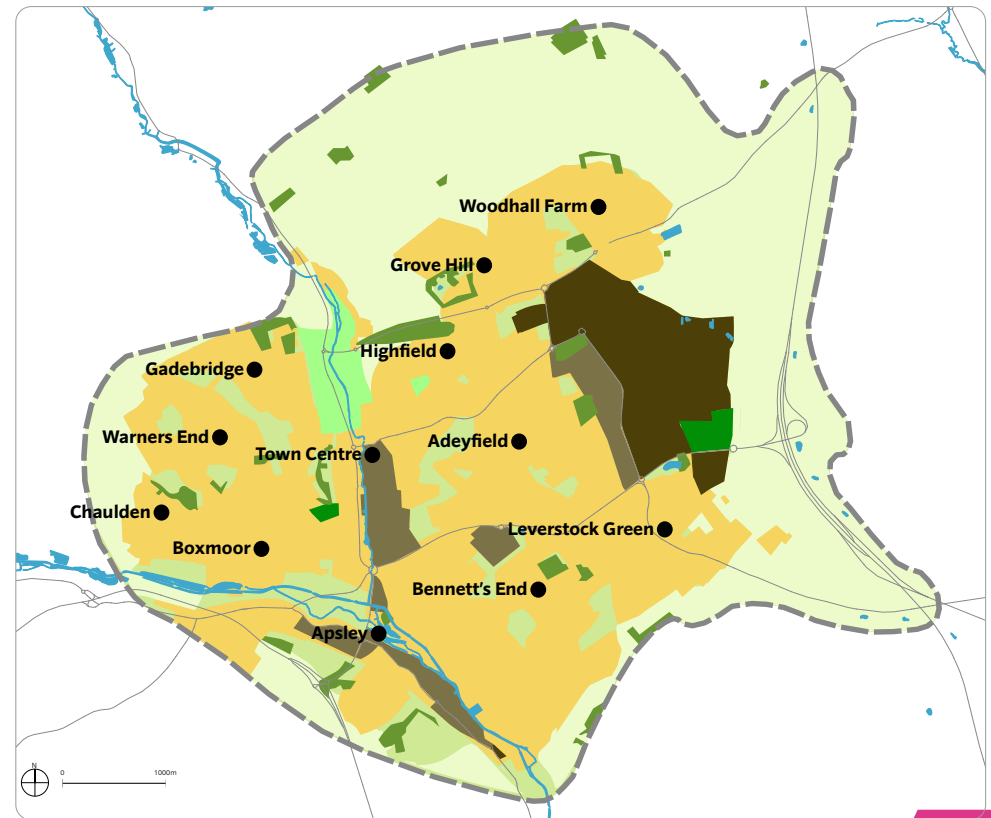 Woodhall Farm
Grove Hill
Highfield
Gadebridge
Warners End
Adeyfield
Town Centre
Chaulden
Leverstock Green
Boxmoor
Bennett's End
Apsley
N
0 1000m